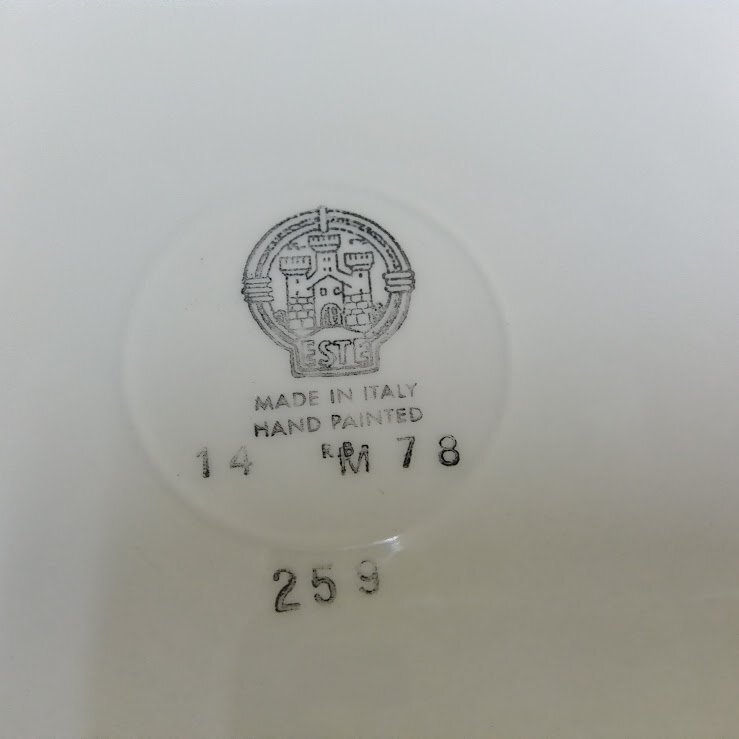 ESTE
MADE IN ITALY
HAND PAINTED
14 M 78
259